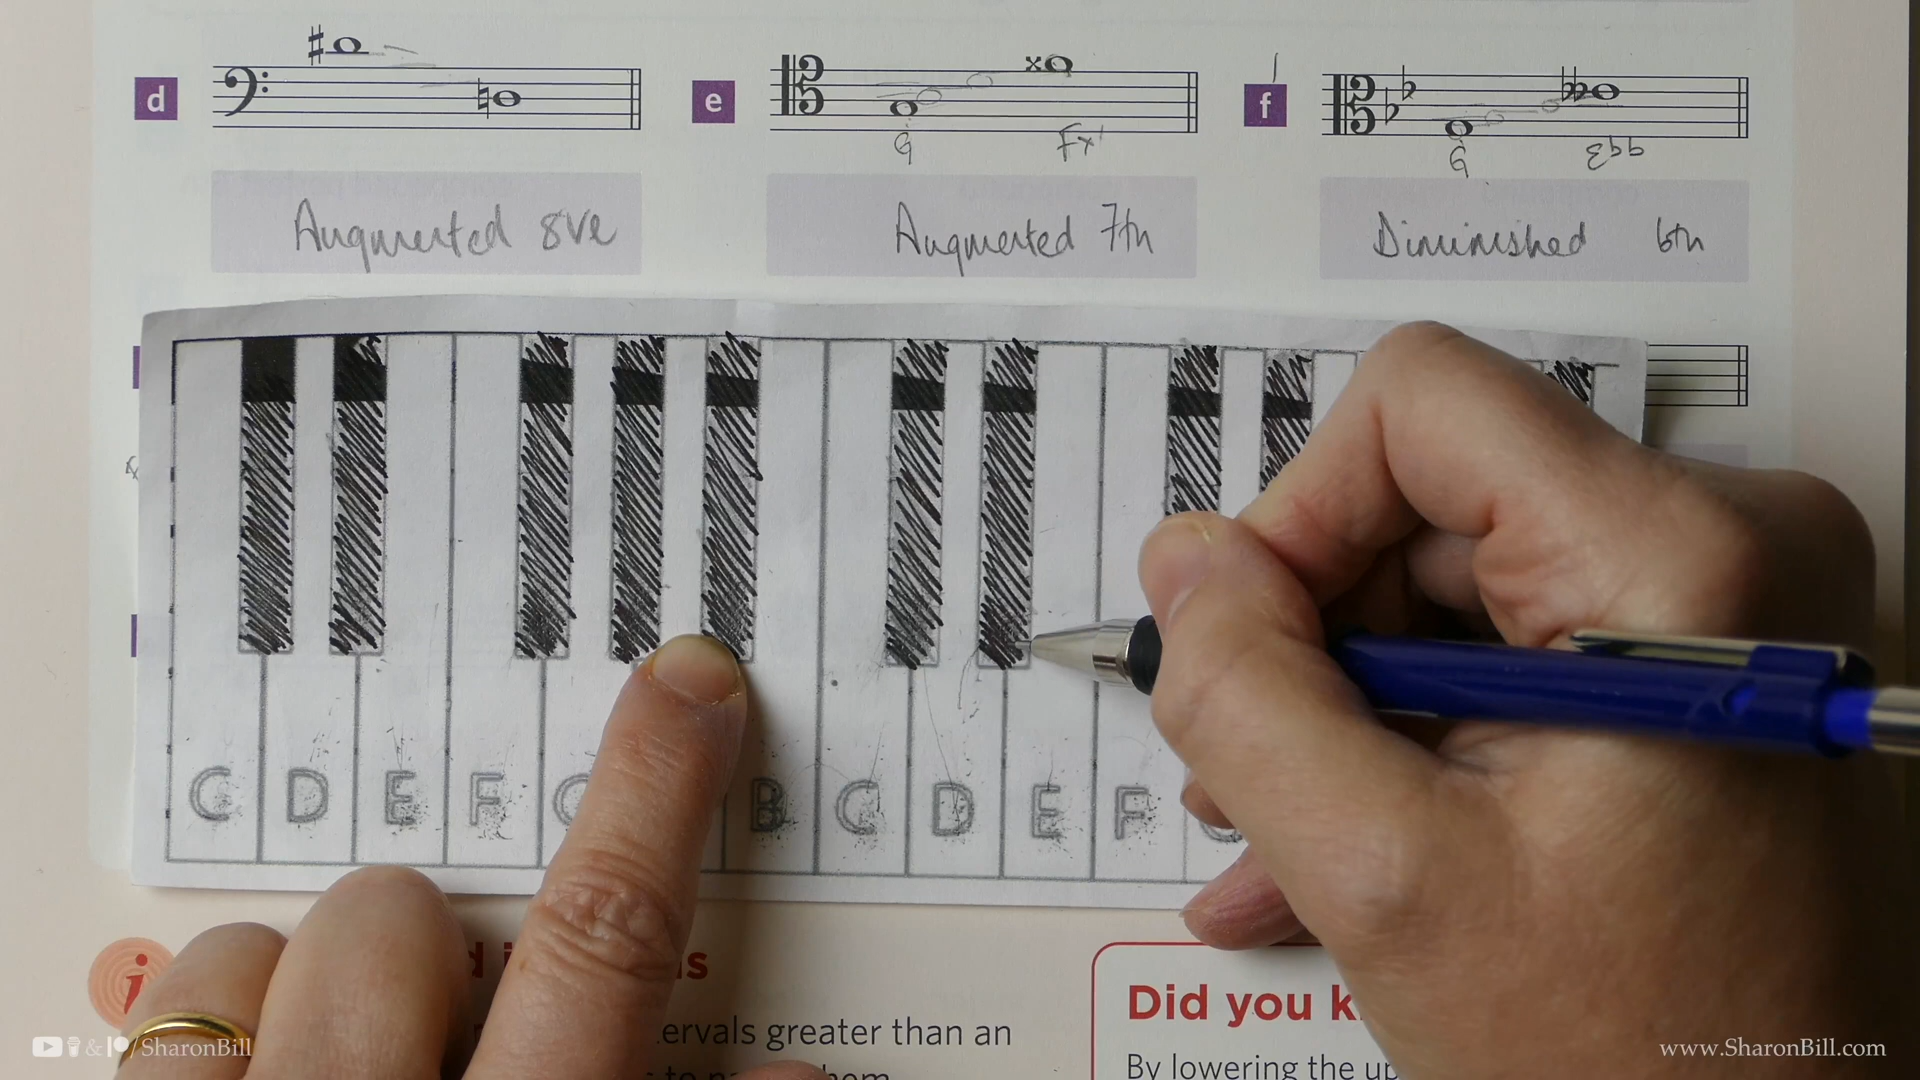 d e f
G Fx G Ebb
Augmented 8ve Augmented 7th Diminished 6th
C D E F B C D E F
Did you k
ervals greater than an
By lowering the up
/SharonBill www.SharonBill.com